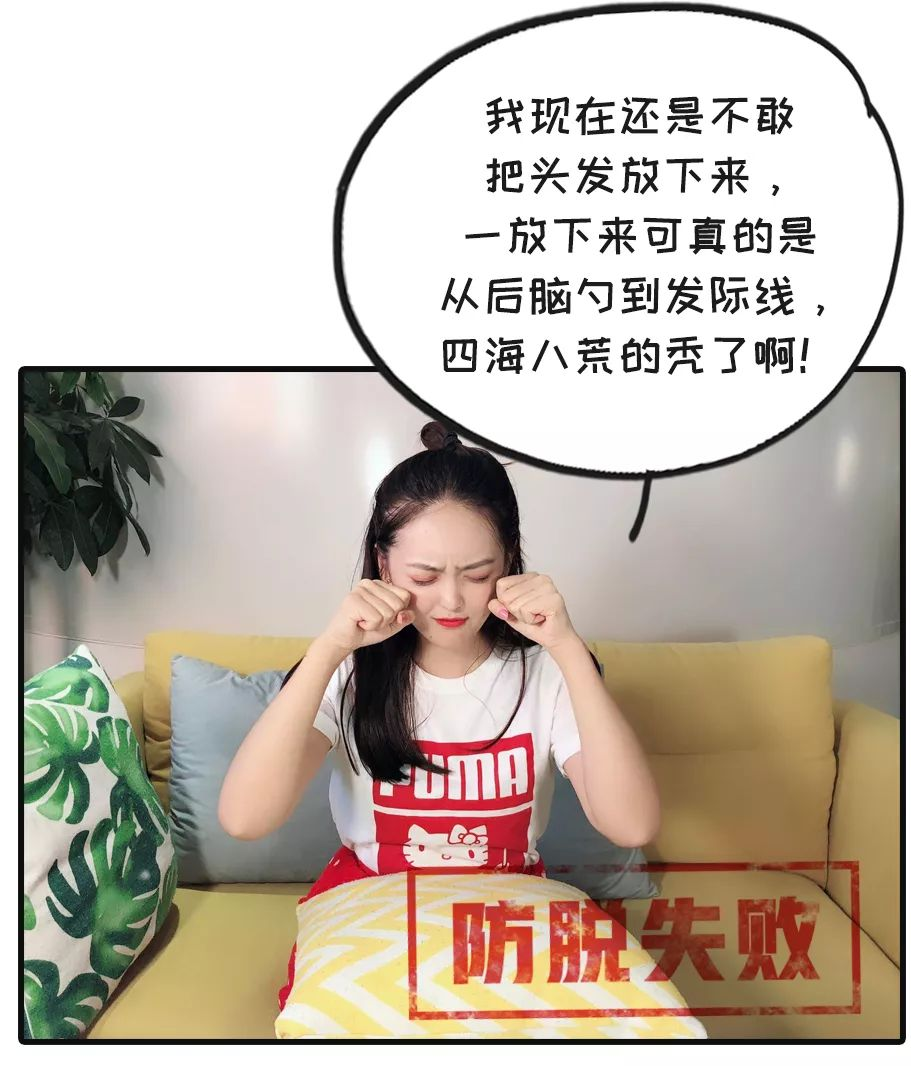 我现在还是不敢
把头发放下来，
一放下来可真的是
从后脑勺到发际线，
四海八荒的秃了啊!
PUMA
防脱失败